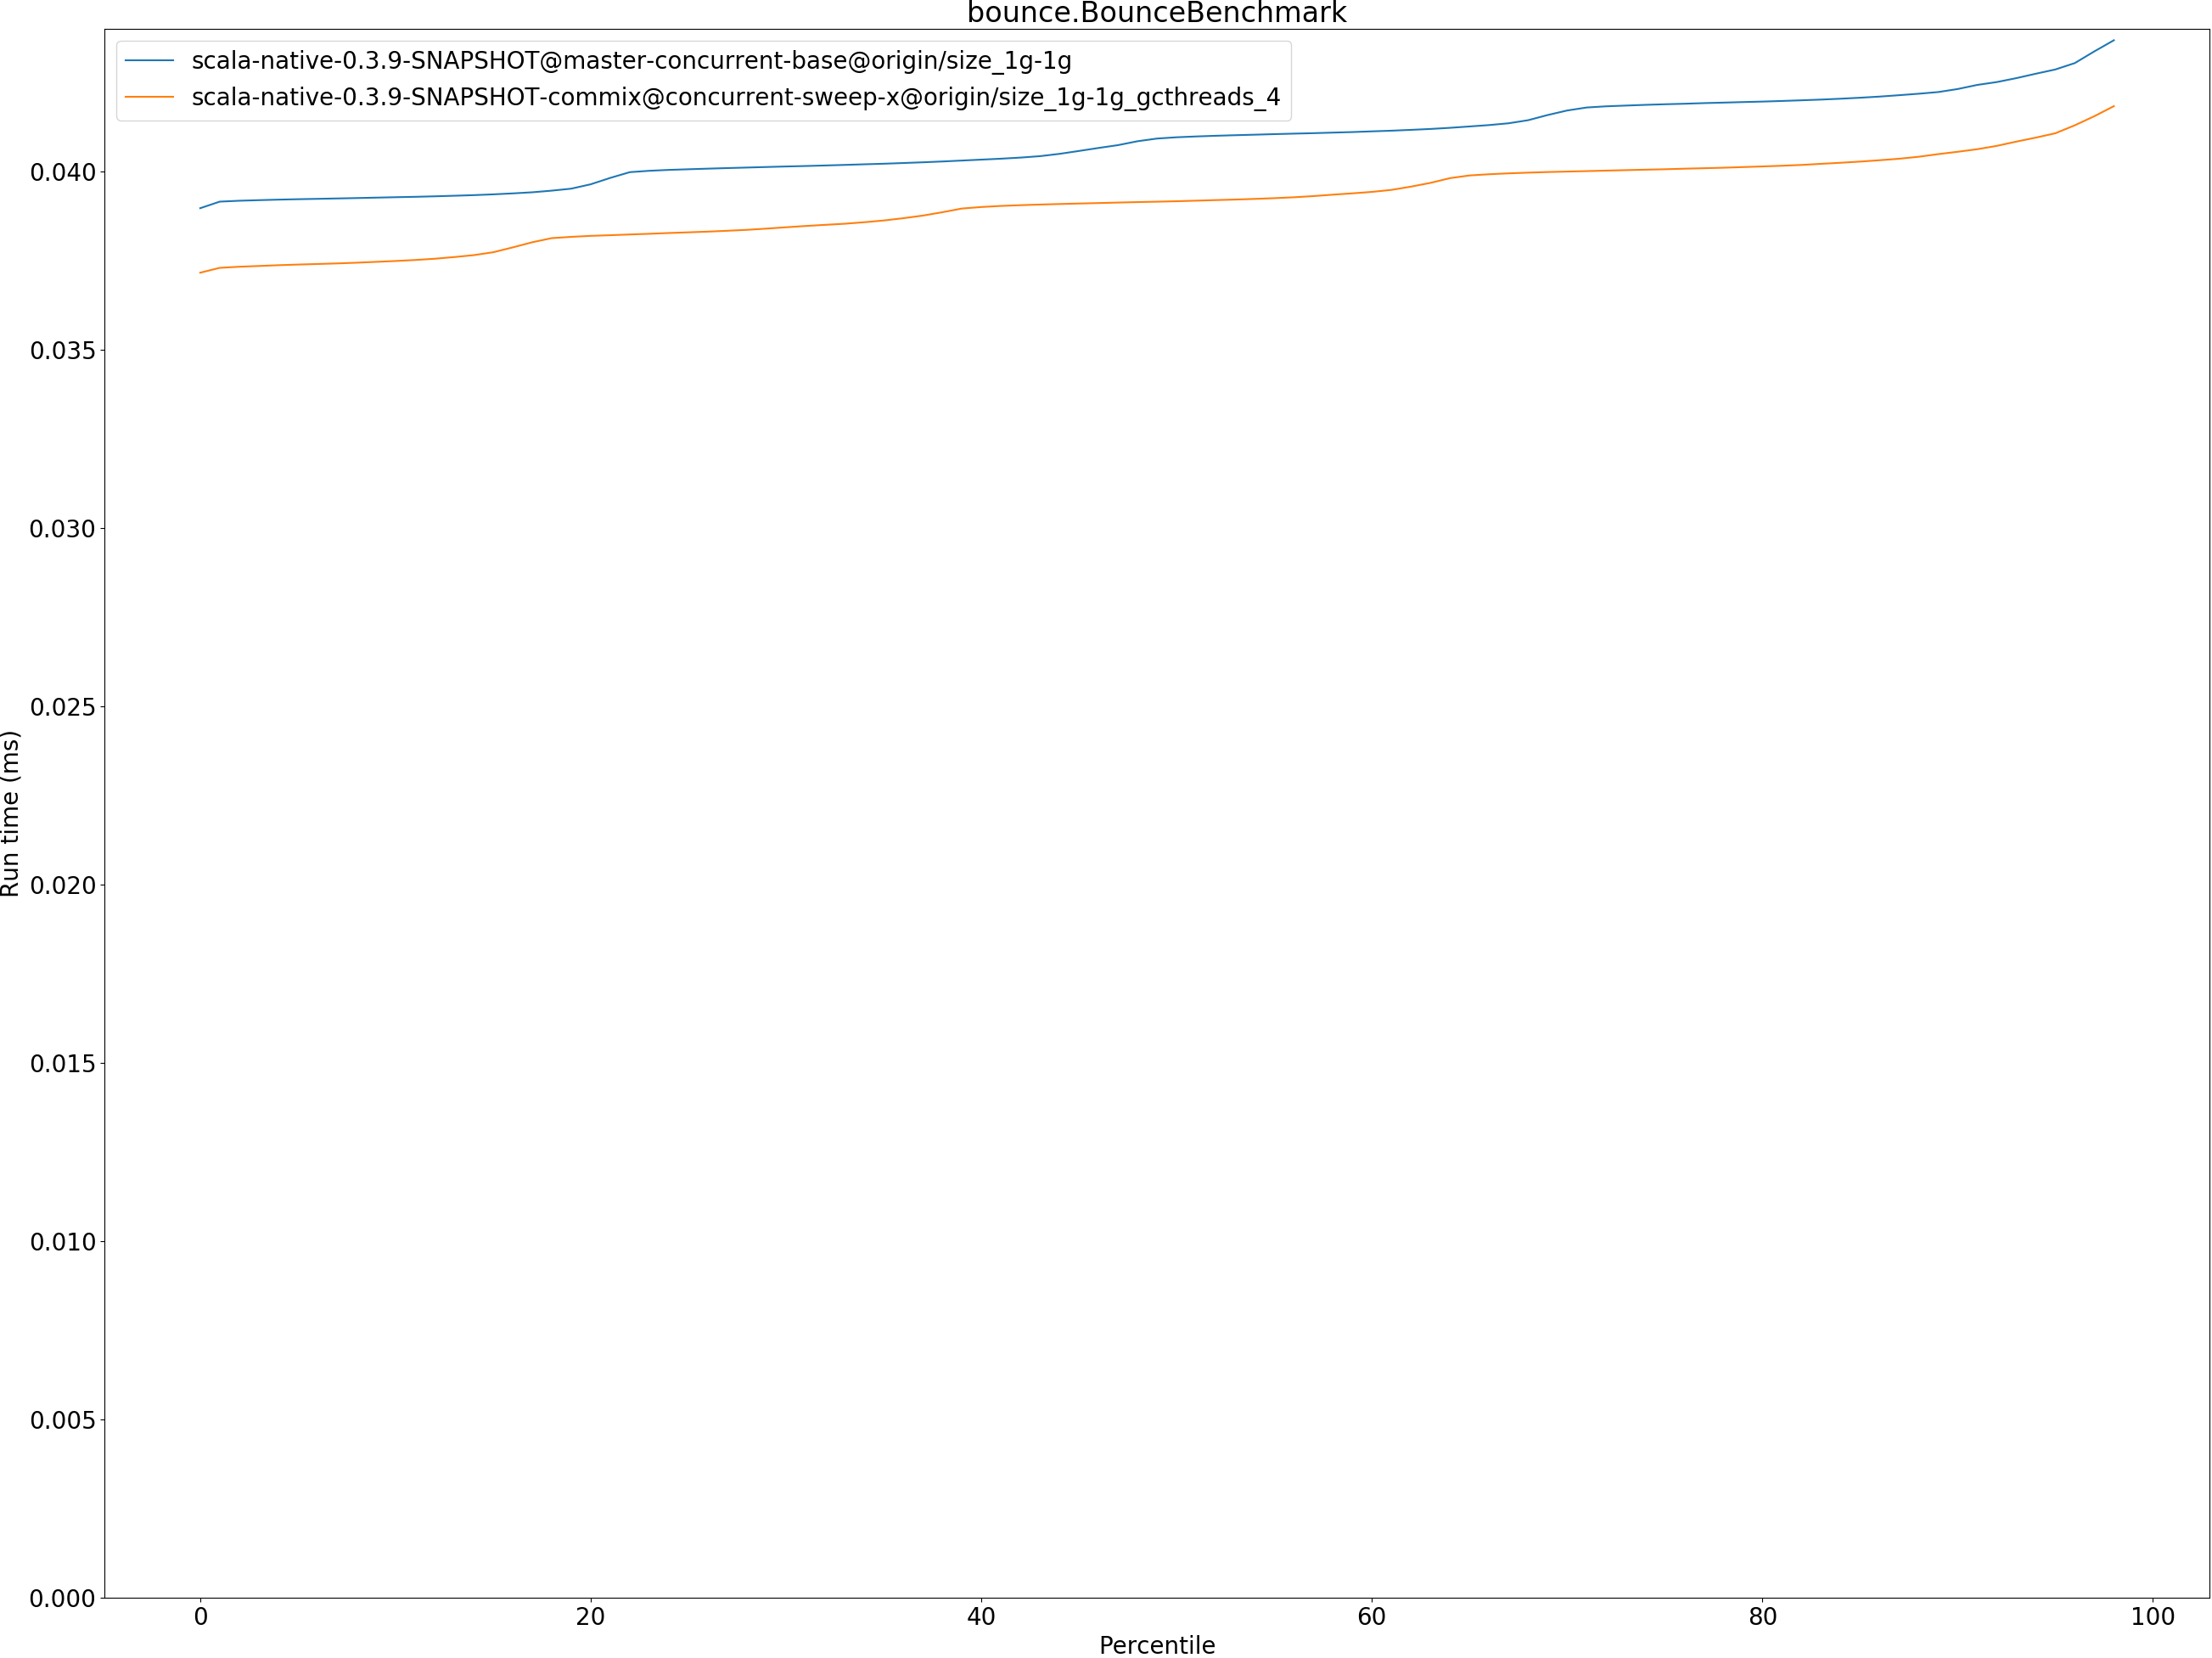 bounce.BounceBenchmark
scala-native-0.3.9-SNAPSHOT@master-concurrent-base@origin/size_1g-1g
scala-native-0.3.9-SNAPSHOT-commix@concurrent-sweep-x@origin/size_1g-1g_gcthreads_4
0.040
0.035
0.030
0.025
0.020
0.015
0.010
0.005
0.000
Run time (ms)
0 20 40 60 80 100
Percentile